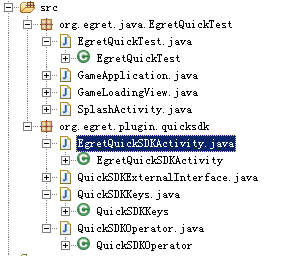 src
org.egret.java.EgretQuickTest
EgretQuickTest.java
EgretQuickTest
GameApplication.java
GameLoadingView.java
SplashActivity.java
org.egret.plugin.quicksdk
EgretQuickSDKActivity.java
EgretQuickSDKActivity
QuickSDKExternalInterface.java
QuickSDKKeys.java
QuickSDKKeys
QuickSDKOperator.java
QuickSDKOperator